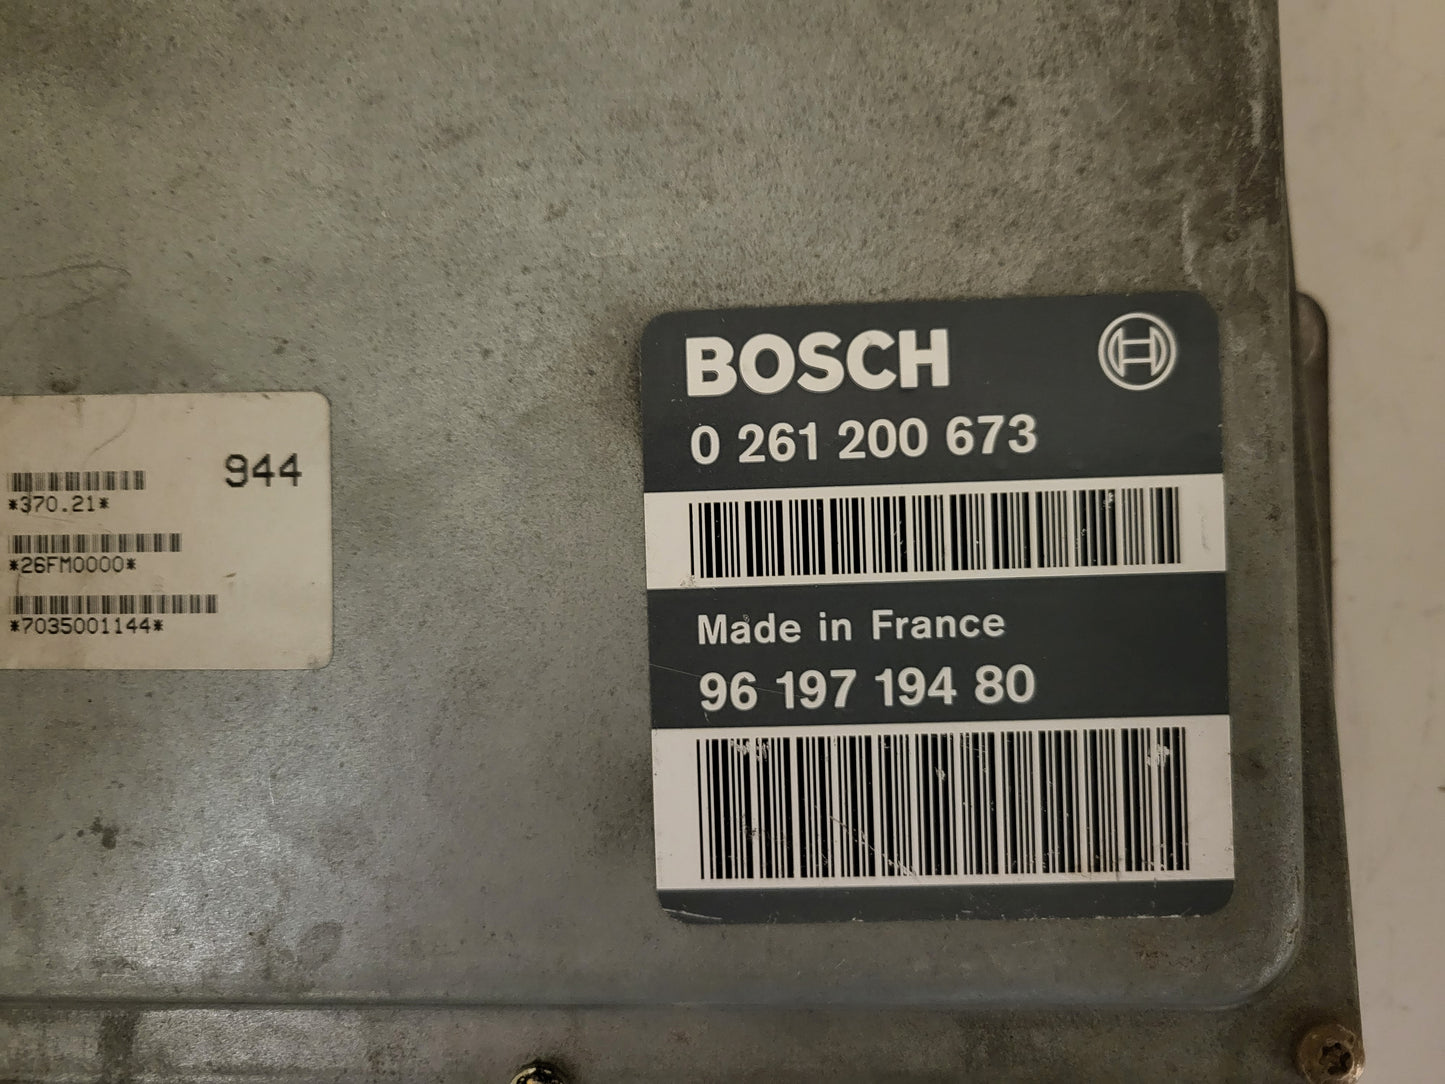 944
*370.21*
*26FM0000*
*7035001144*
BOSCH
0 261 200 673
Made in France
96 197 194 80